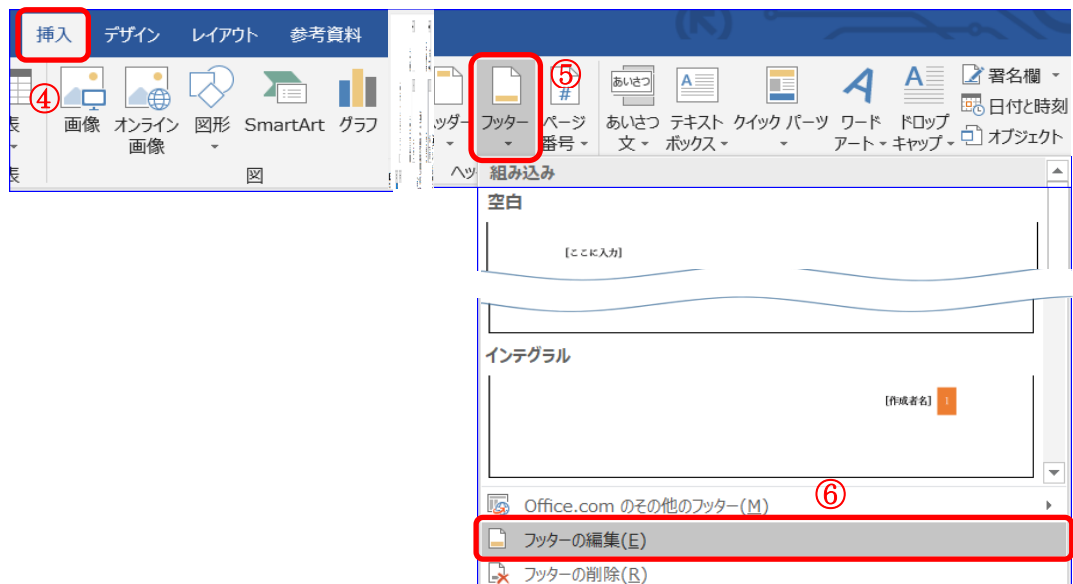 挿入 デザイン レイアウト 参考資料
④ ⑤
画像 オンライン画像 図形 SmartArt グラフ
ッダー フッター ページ番号 # あいさつ あいさつ文 A テキストボックス クイック パーツ ワードアート A ドロップキャップ 署名欄
日付と時刻
オブジェクト
表 図 ヘッ
組み込み
空白
[ここに入力]
インテグラル
[作成者名] 1
⑥
Office.com のその他のフッター(M)
フッターの編集(E)
フッターの削除(R)